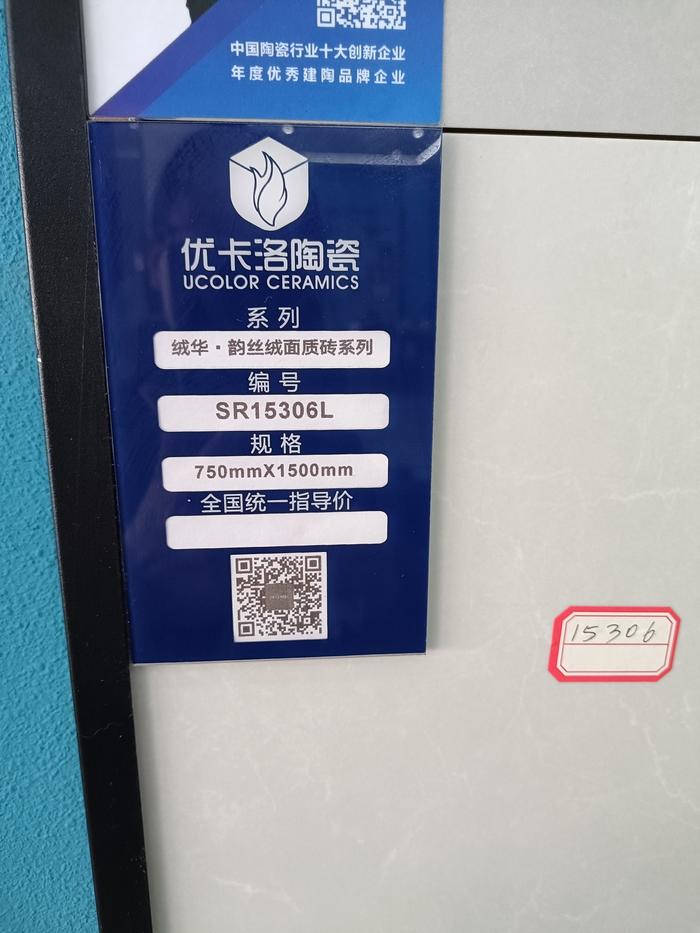 中国陶瓷行业十大创新企业
年度优秀建陶品牌企业
优卡洛陶瓷
UCOLOR CERAMICS
系列
绒华·韵丝绒面质砖系列
编号
SR15306L
规格
750mmX1500mm
全国统一指导价
15306